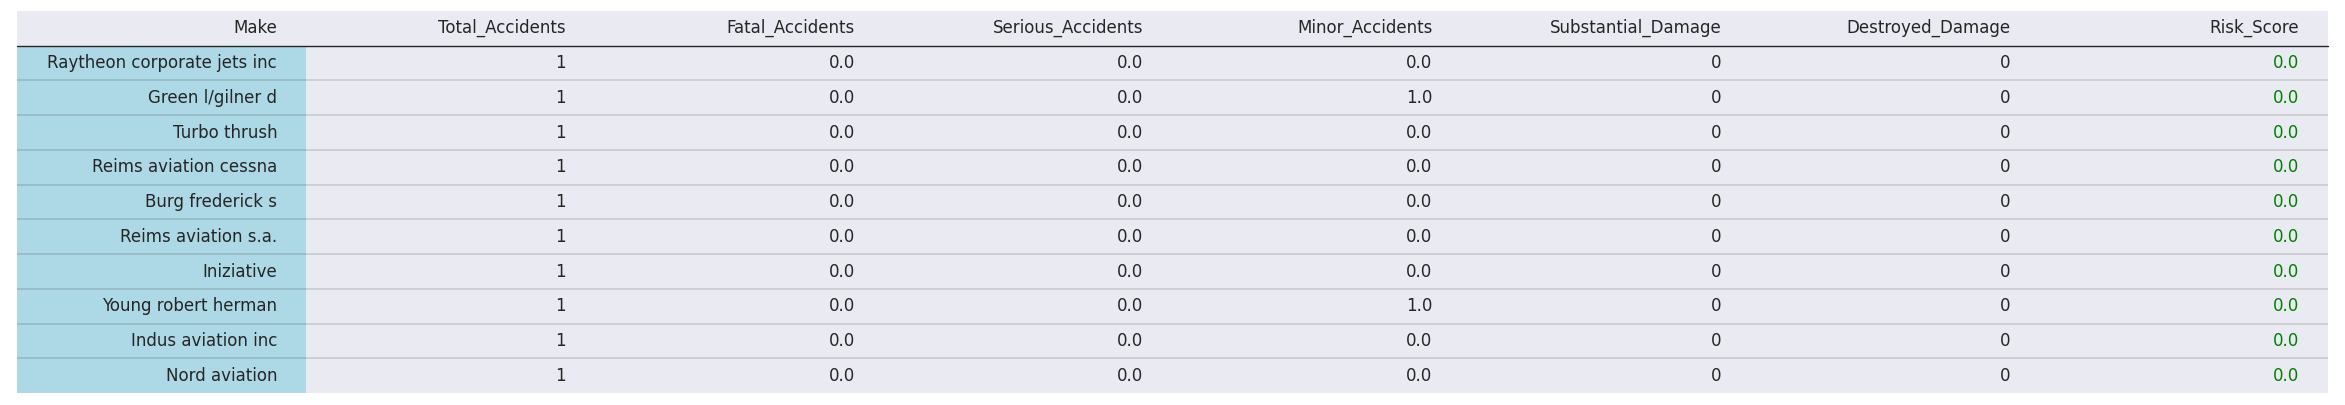 Make Total_Accidents Fatal_Accidents Serious_Accidents Minor_Accidents Substantial_Damage Destroyed_Damage Risk_Score
Raytheon corporate jets inc 1 0.0 0.0 0.0 0 0 0.0
Green l/gilner d 1 0.0 0.0 1.0 0 0 0.0
Turbo thrush 1 0.0 0.0 0.0 0 0 0.0
Reims aviation cessna 1 0.0 0.0 0.0 0 0 0.0
Burg frederick s 1 0.0 0.0 0.0 0 0 0.0
Reims aviation s.a. 1 0.0 0.0 0.0 0 0 0.0
Iniziative 1 0.0 0.0 0.0 0 0 0.0
Young robert herman 1 0.0 0.0 1.0 0 0 0.0
Indus aviation inc 1 0.0 0.0 0.0 0 0 0.0
Nord aviation 1 0.0 0.0 0.0 0 0 0.0